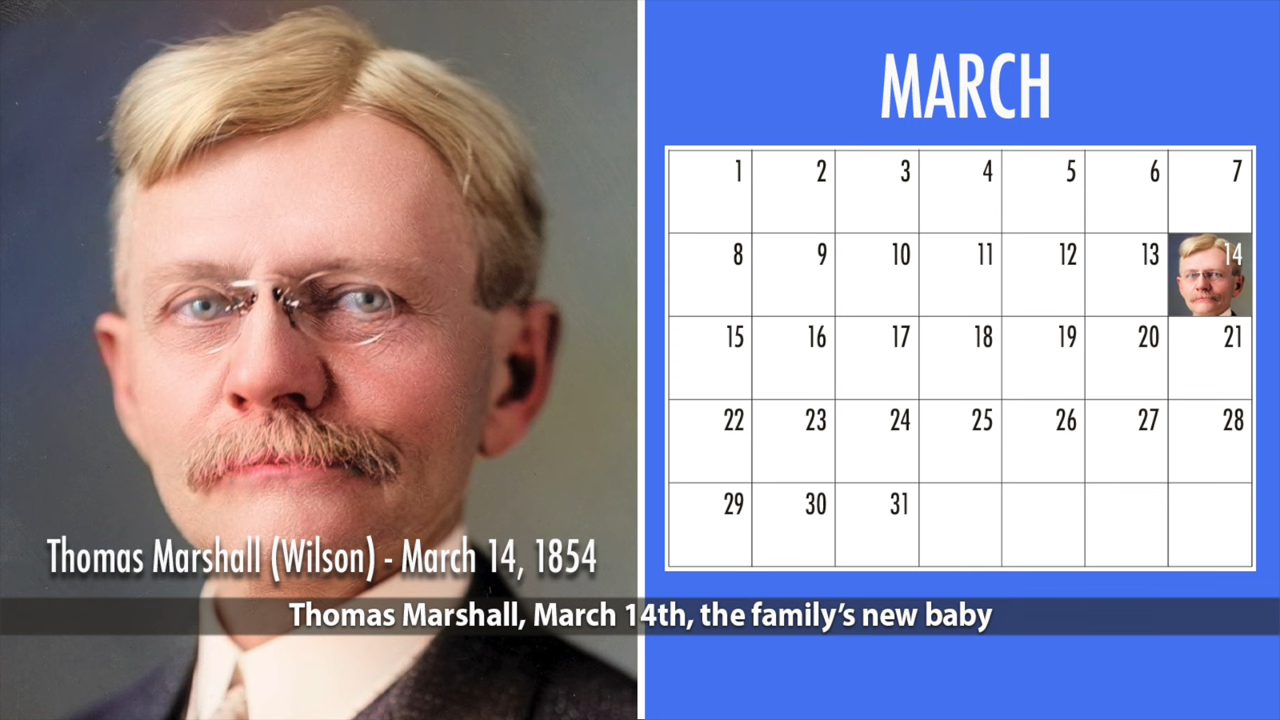 MARCH
1 2 3 4 5 6 7
8 9 10 11 12 13 14
15 16 17 18 19 20 21
22 23 24 25 26 27 28
29 30 31
Thomas Marshall (Wilson) - March 14, 1854
Thomas Marshall, March 14th, the family’s new baby